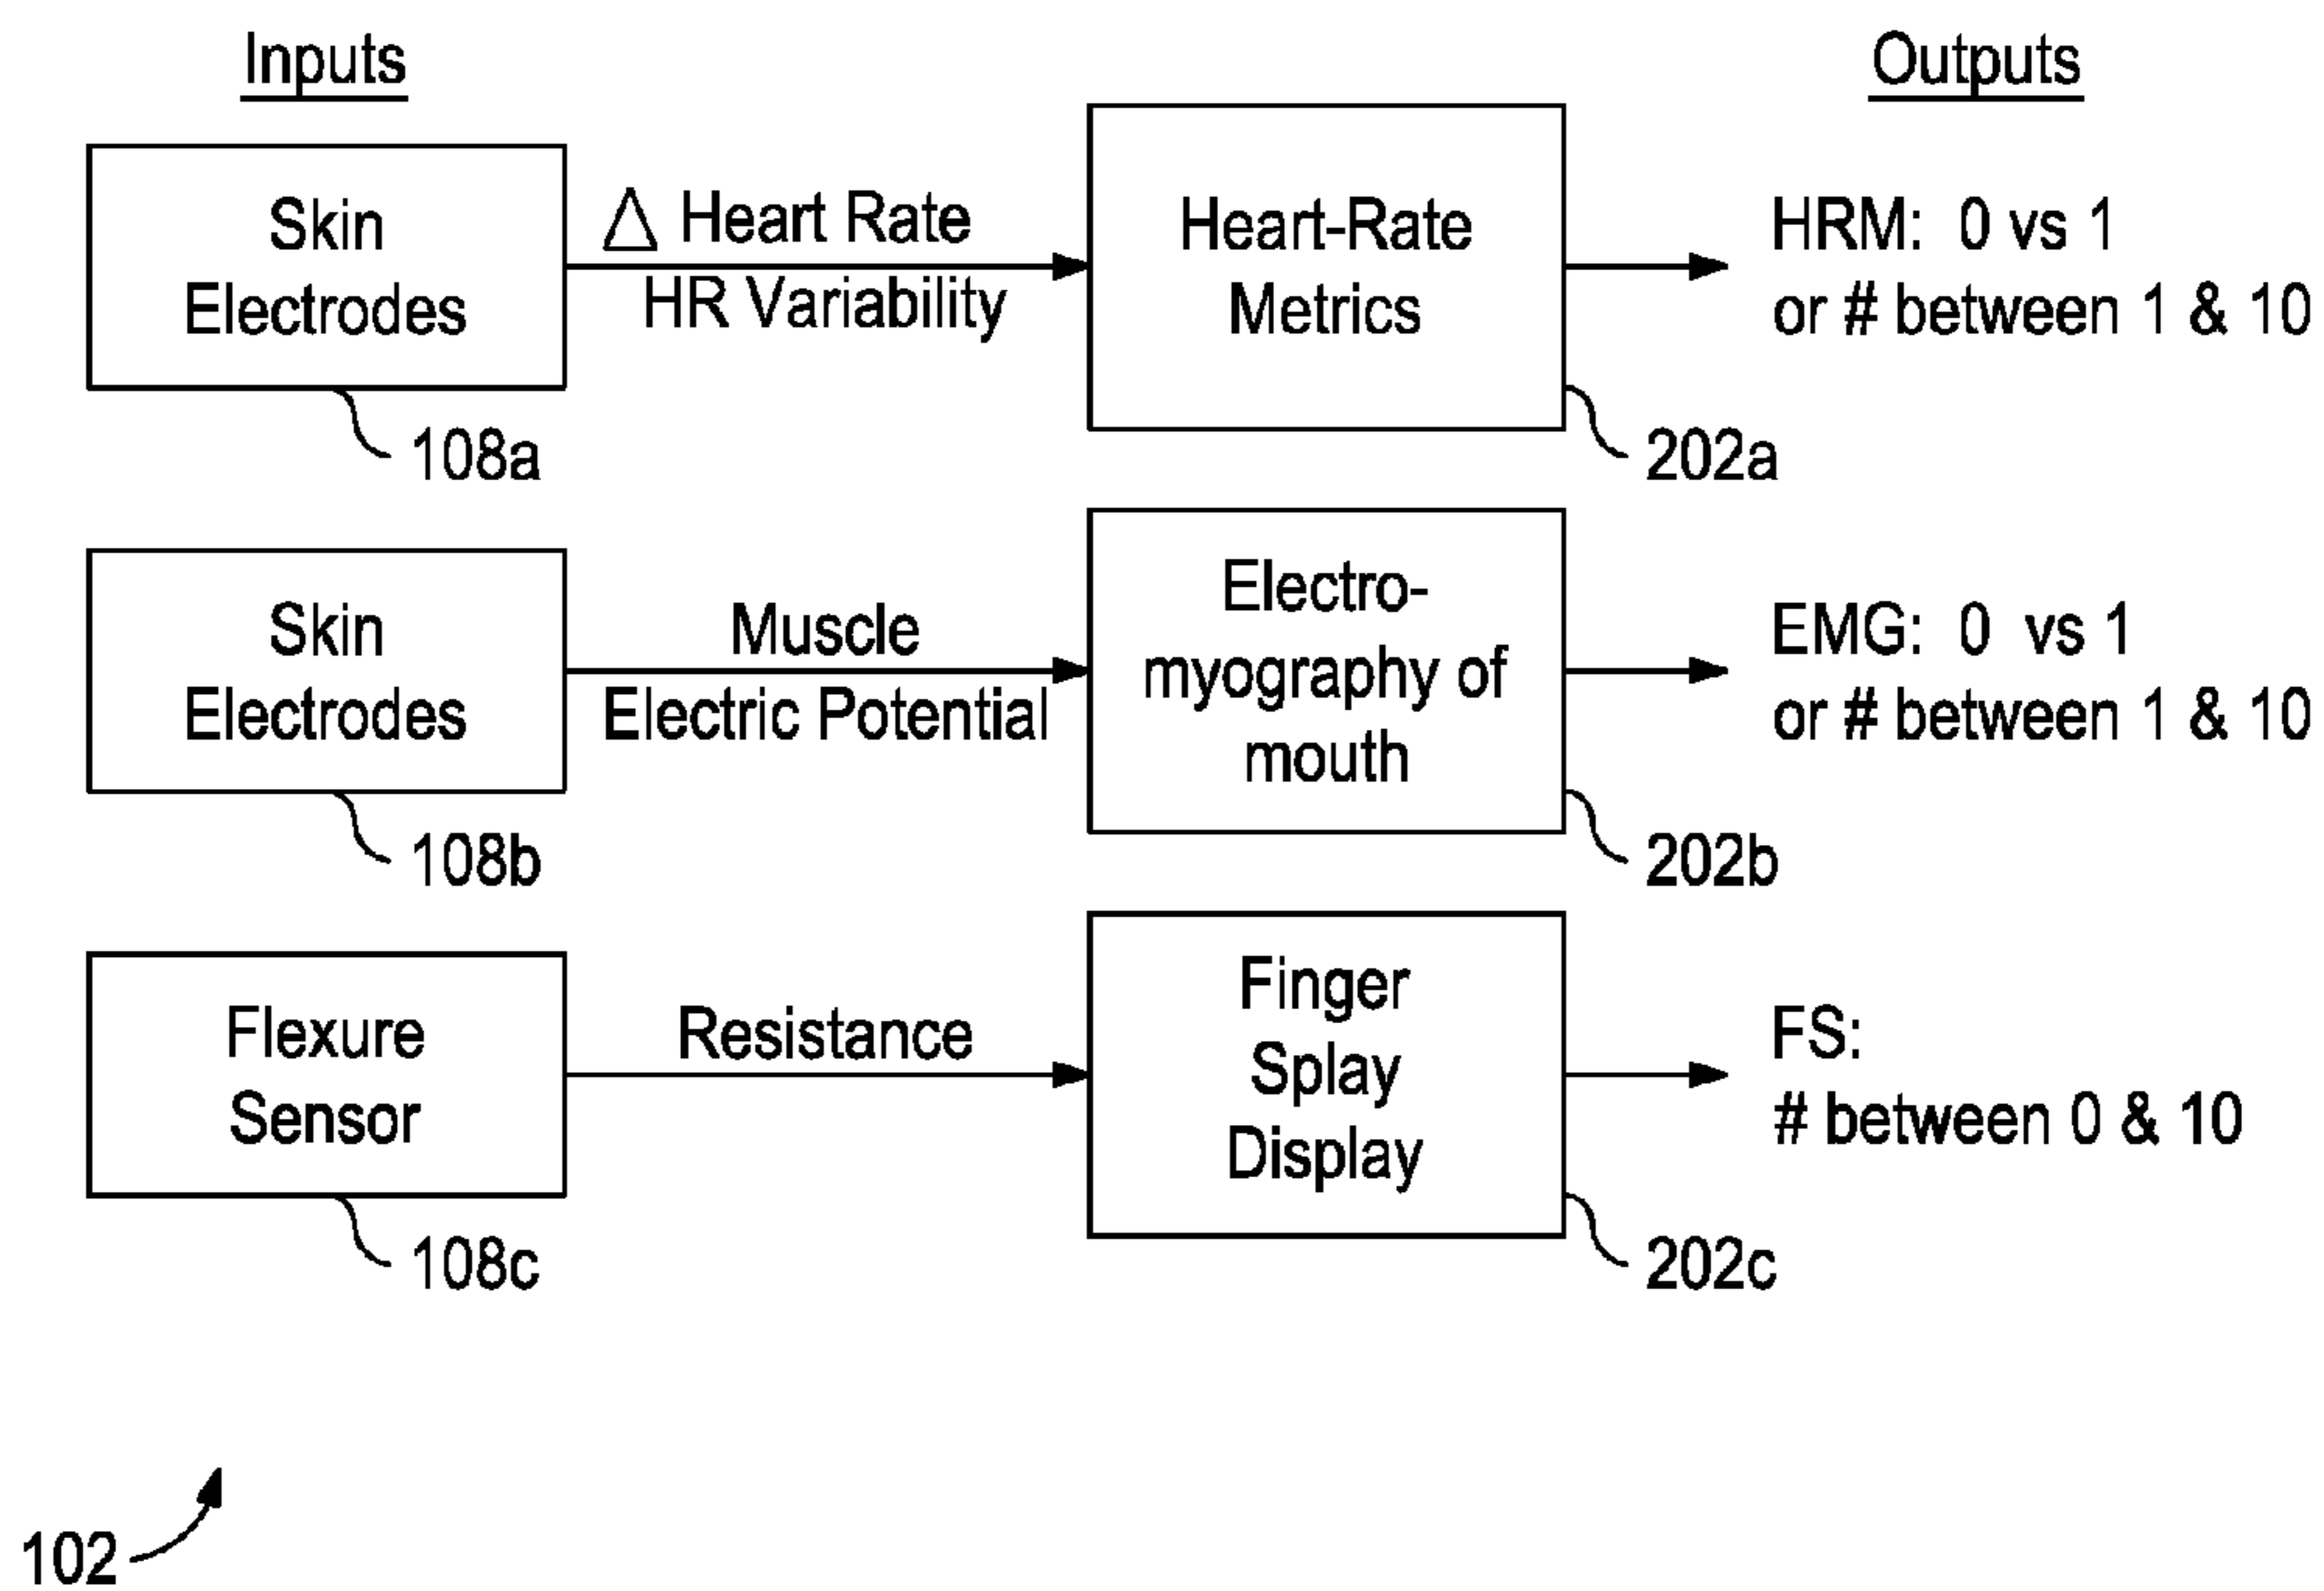 Inputs
Outputs
Skin
Electrodes
108a
△ Heart Rate
HR Variability
Heart-Rate
Metrics
202a
HRM: 0 vs 1
or # between 1 & 10
Skin
Electrodes
108b
Muscle
Electric Potential
Electro-
myography of
mouth
202b
EMG: 0 vs 1
or # between 1 & 10
Flexure
Sensor
108c
Resistance
Finger
Splay
Display
202c
FS:
# between 0 & 10
102